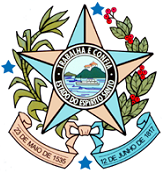 TRABALHA E CONFIA
ESTADO DO ESPÍRITO SANTO
23 DE MAIO DE 1535
12 DE JUNHO DE 1817